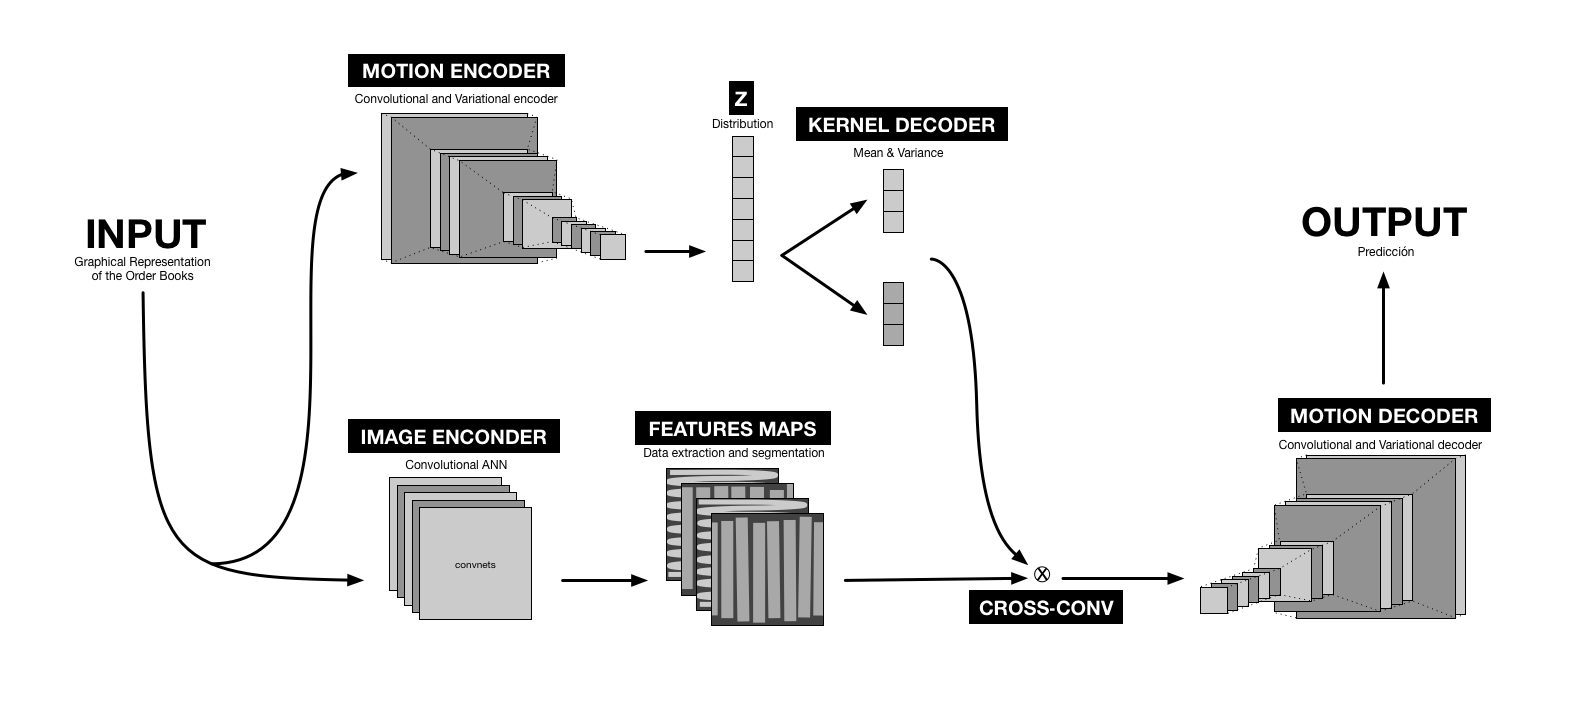 MOTION ENCODER
Convolutional and Variational encoder
Z
Distribution
KERNEL DECODER
Mean & Variance
INPUT
Graphical Representation
of the Order Books
OUTPUT
Predicción
IMAGE ENCONDER
Convolutional ANN
convnets
FEATURES MAPS
Data extraction and segmentation
X
CROSS-CONV
MOTION DECODER
Convolutional and Variational decoder